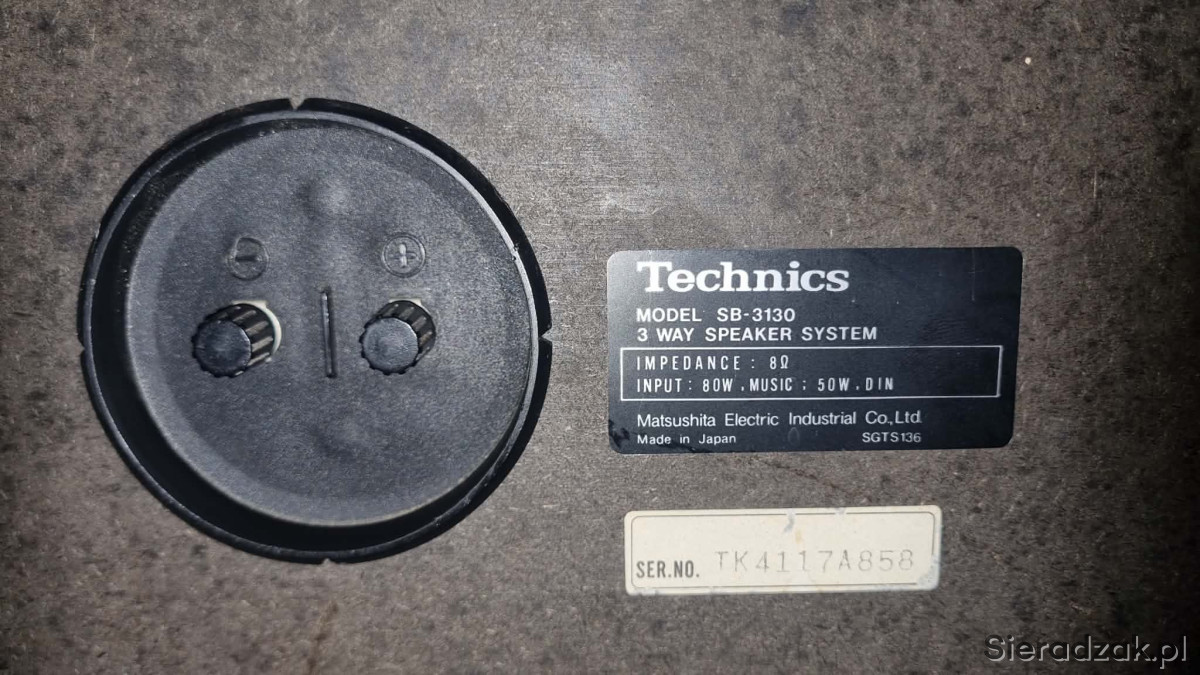 Technics
MODEL SB-3130
3 WAY SPEAKER SYSTEM
IMPEDANCE : 8Ω
INPUT : 80W , MUSIC ; 50W , DIN
Matsushita Electric Industrial Co., Ltd.
Made in Japan SGTS136
SER.NO. TK4117A858
Sieradzak.pl